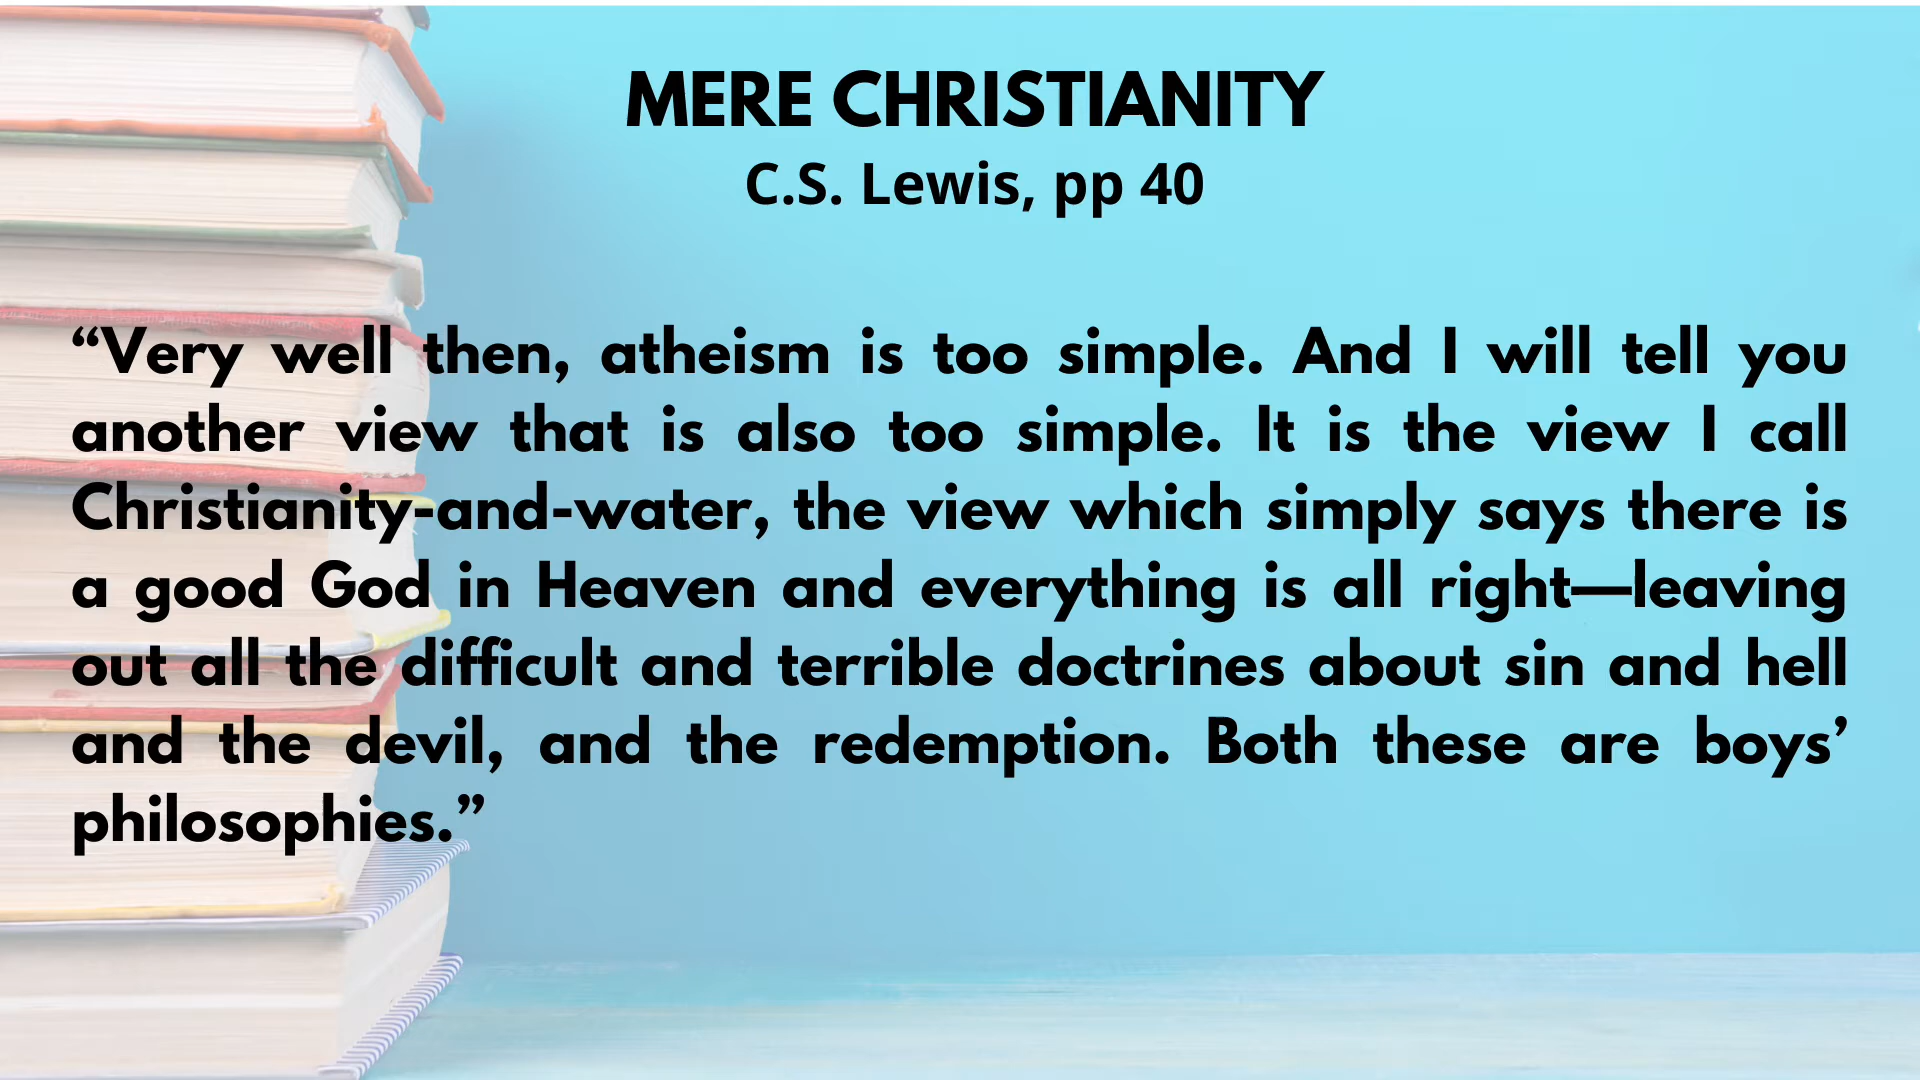 MERE CHRISTIANITY
C.S. Lewis, pp 40
“Very well then, atheism is too simple. And I will tell you
another view that is also too simple. It is the view I call
Christianity-and-water, the view which simply says there is
a good God in Heaven and everything is all right—leaving
out all the difficult and terrible doctrines about sin and hell
and the devil, and the redemption. Both these are boys’
philosophies.”